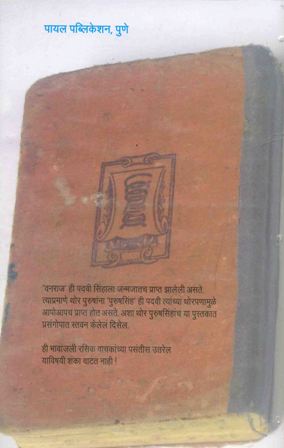 पायल पब्लिकेशन, पुणे
'वनराज' ही पदवी सिंहाला जन्मजातच प्राप्त झालेली असते.
त्याप्रमाणे थोर पुरुषांना 'पुरुषसिंह' ही पदवी त्यांच्या थोरपणामुळे
आपोआपच प्राप्त होत असते. अशा थोर पुरुषसिंहांच या पुस्तकात
प्रसंगोपात स्तवन केलेलं दिसेल.
ही भावांजली रसिक वाचकांच्या पसंतीस उतरेल
याविषयी शंका वाटत नाही !